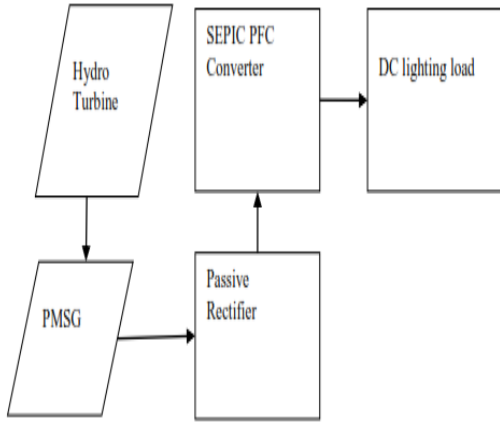 Hydro
Turbine
PMSG
Passive
Rectifier
SEPIC PFC
Converter
DC lighting load